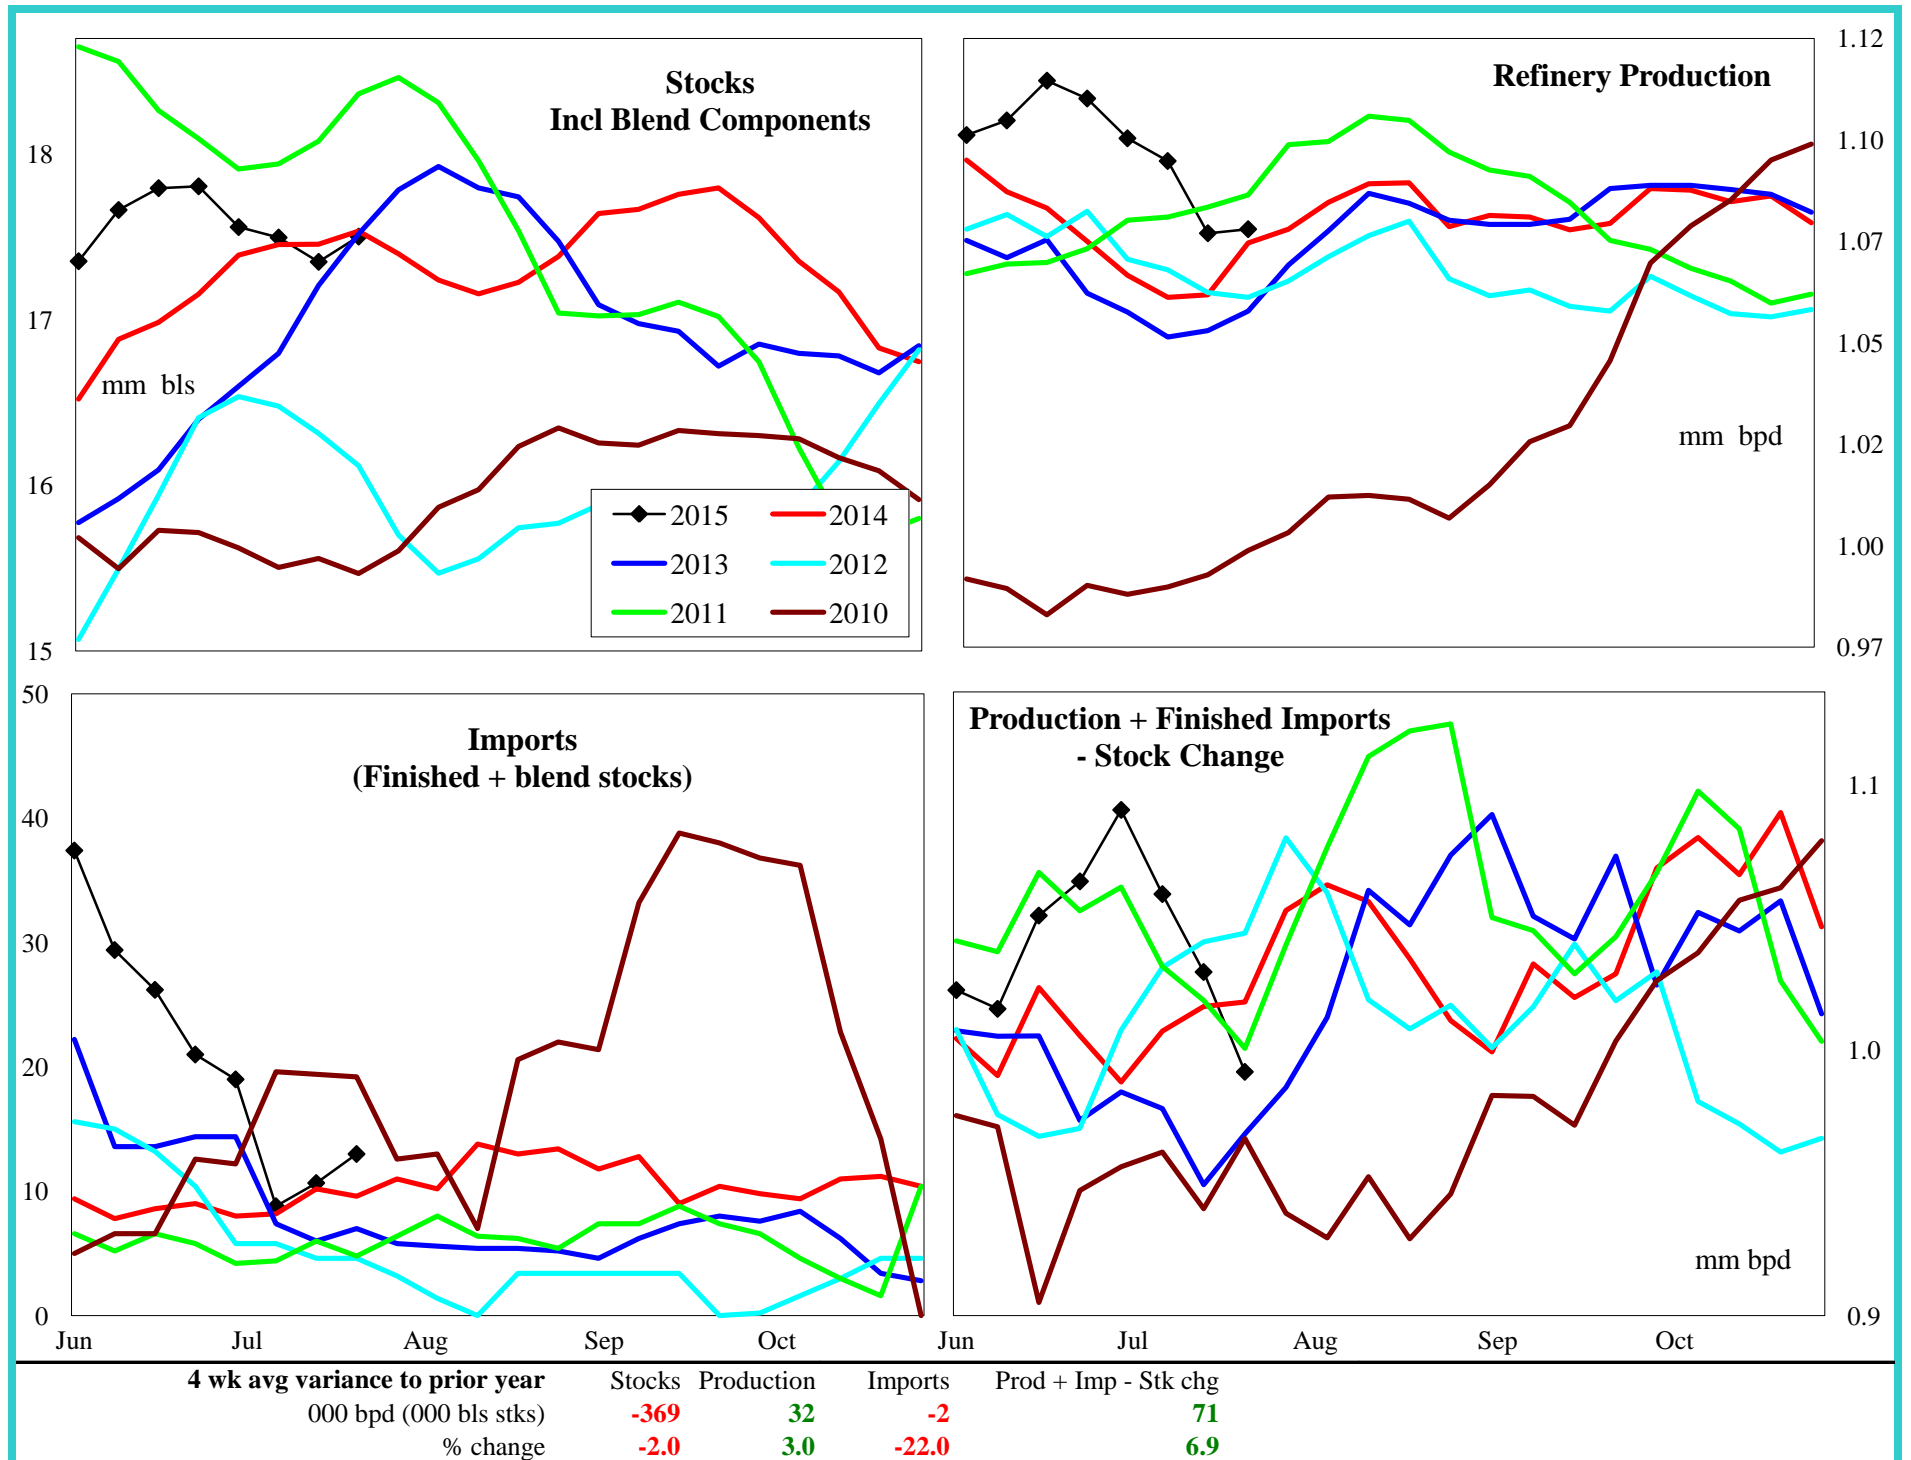 Stocks
Incl Blend Components
18
17
16
15
mm bls
2015
2014
2013
2012
2011
2010
Refinery Production
1.12
1.10
1.07
1.05
1.02
1.00
0.97
mm bpd
Imports
(Finished + blend stocks)
50
40
30
20
10
0
Jun Jul Aug Sep Oct
Production + Finished Imports
- Stock Change
1.1
1.0
0.9
mm bpd
Jun Jul Aug Sep Oct
4 wk avg variance to prior year Stocks Production Imports Prod + Imp - Stk chg
000 bpd (000 bls stks) -369 32 -2 71
% change -2.0 3.0 -22.0 6.9